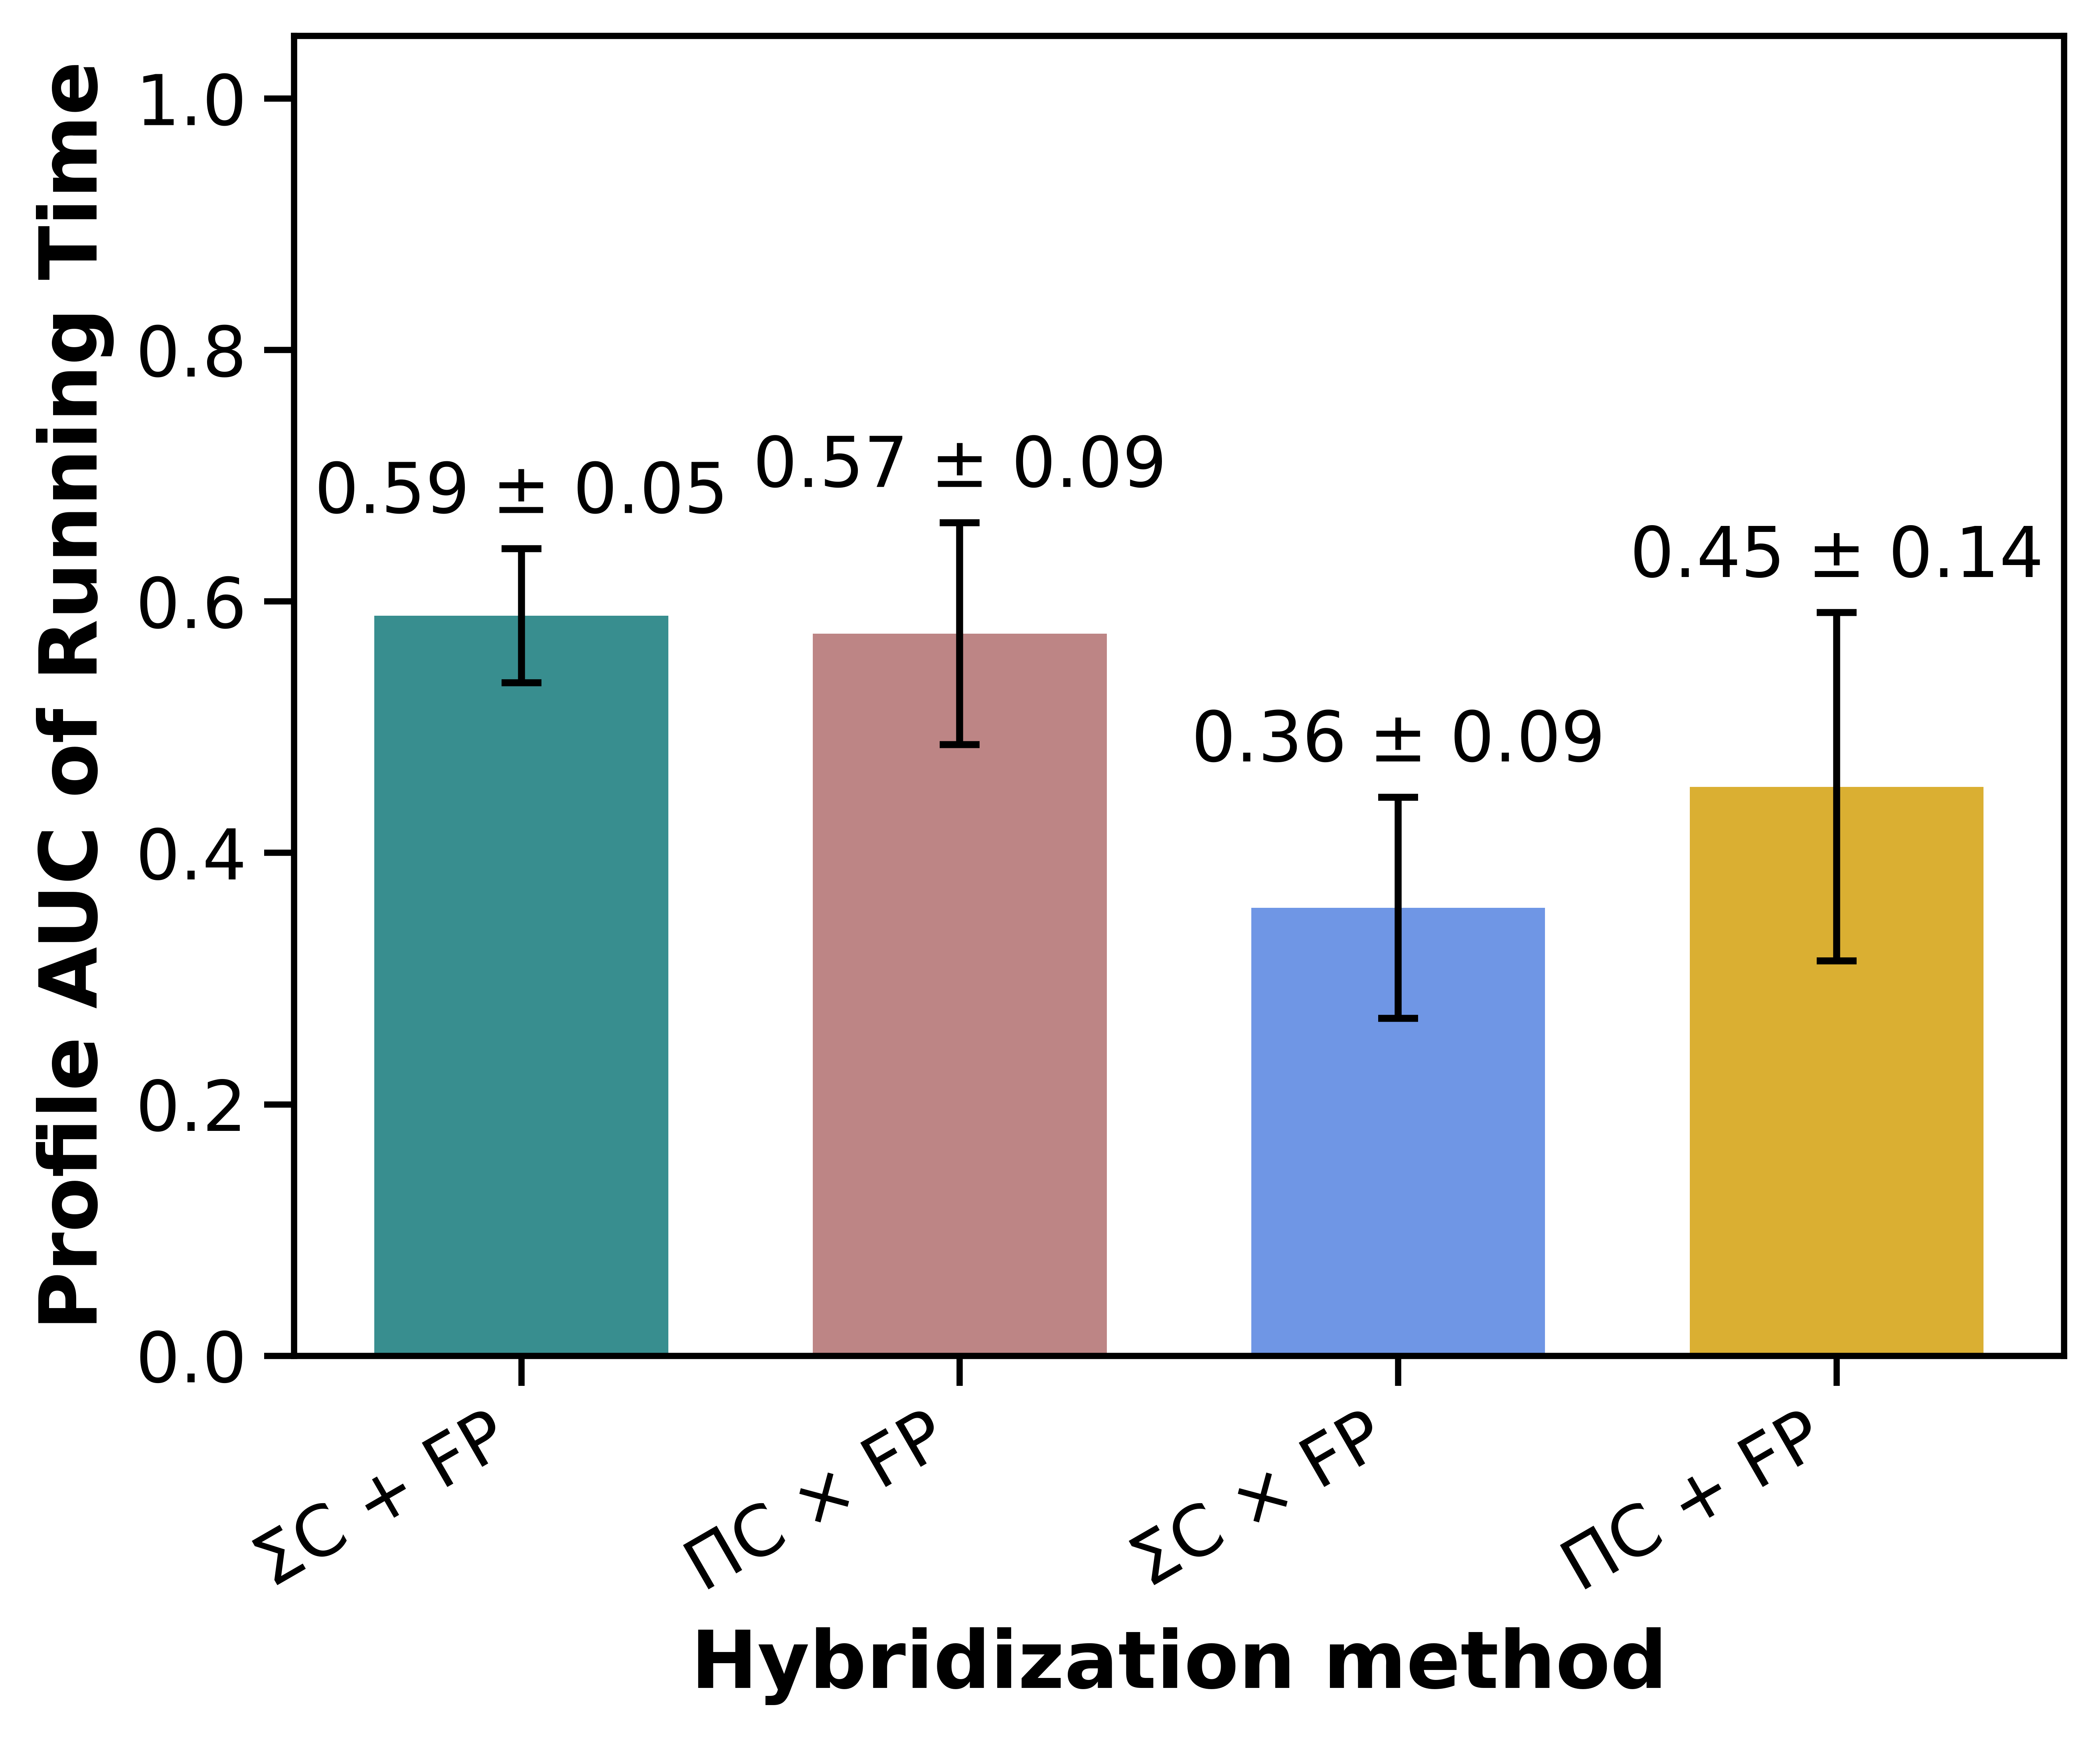 Profile AUC of Running Time
1.0
0.8
0.6
0.4
0.2
0.0
0.59 ± 0.05
0.57 ± 0.09
0.36 ± 0.09
0.45 ± 0.14
ΣC + FP
ΠC × FP
ΣC × FP
ΠC + FP
Hybridization method